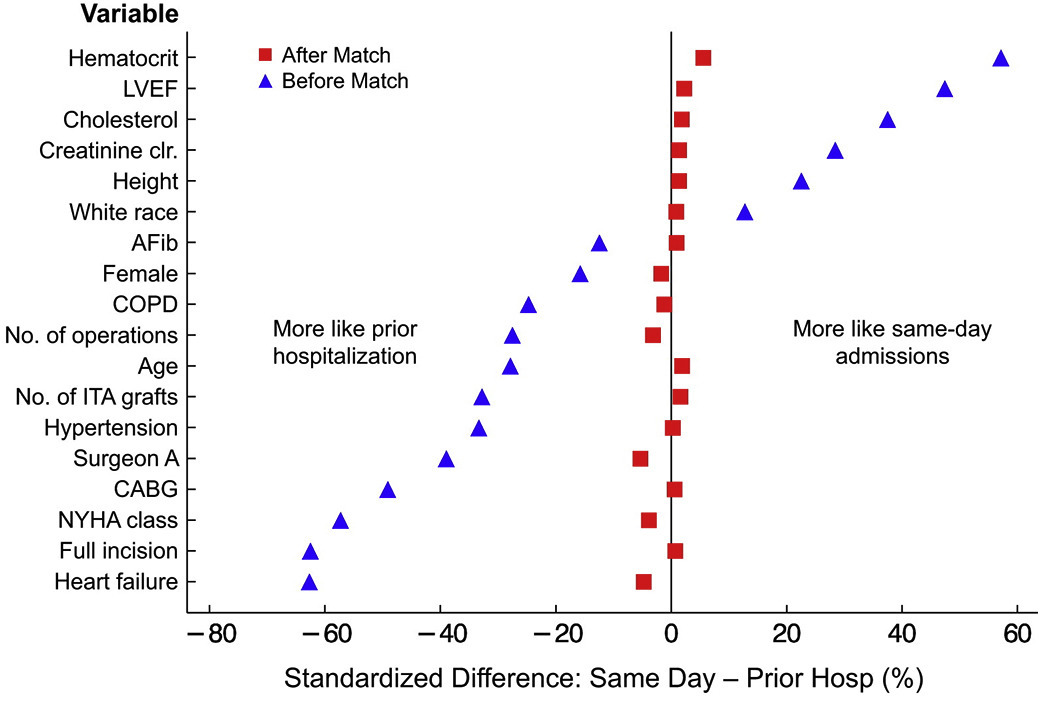 Variable
Hematocrit
LVEF
Cholesterol
Creatinine clr.
Height
White race
AFib
Female
COPD
No. of operations
Age
No. of ITA grafts
Hypertension
Surgeon A
CABG
NYHA class
Full incision
Heart failure
After Match
Before Match
More like prior
hospitalization
More like same-day
admissions
−80 −60 −40 −20 0 20 40 60
Standardized Difference: Same Day – Prior Hosp (%)